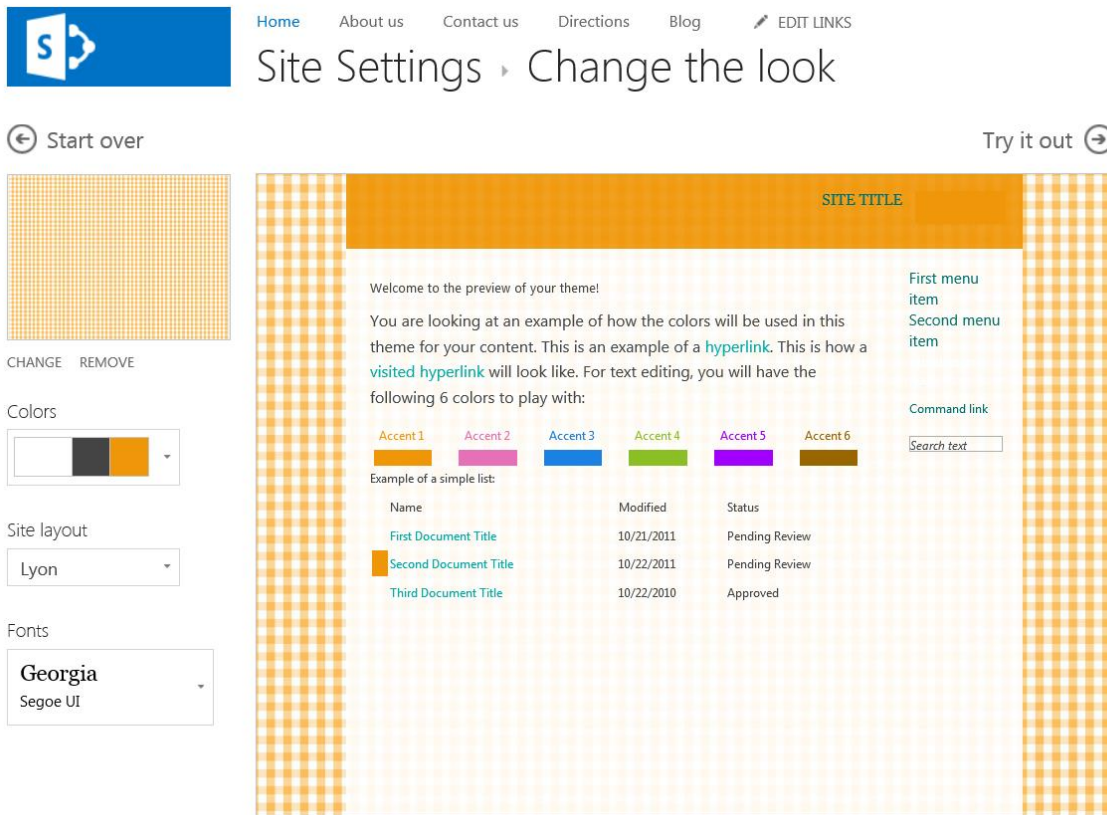 S
Home About us Contact us Directions Blog EDIT LINKS
Site Settings Change the look
Start over
Try it out
CHANGE REMOVE
Colors
Site layout
Lyon
Fonts
Georgia
Segoe UI
SITE TITLE
Welcome to the preview of your theme!
You are looking at an example of how the colors will be used in this
theme for your content. This is an example of a hyperlink. This is how a
visited hyperlink will look like. For text editing, you will have the
following 6 colors to play with:
Accent 1 Accent 2 Accent 3 Accent 4 Accent 5 Accent 6
Example of a simple list:
Name Modified Status
First Document Title 10/21/2011 Pending Review
Second Document Title 10/22/2011 Pending Review
Third Document Title 10/22/2010 Approved
First menu
item
Second menu
item
Command link
Search text